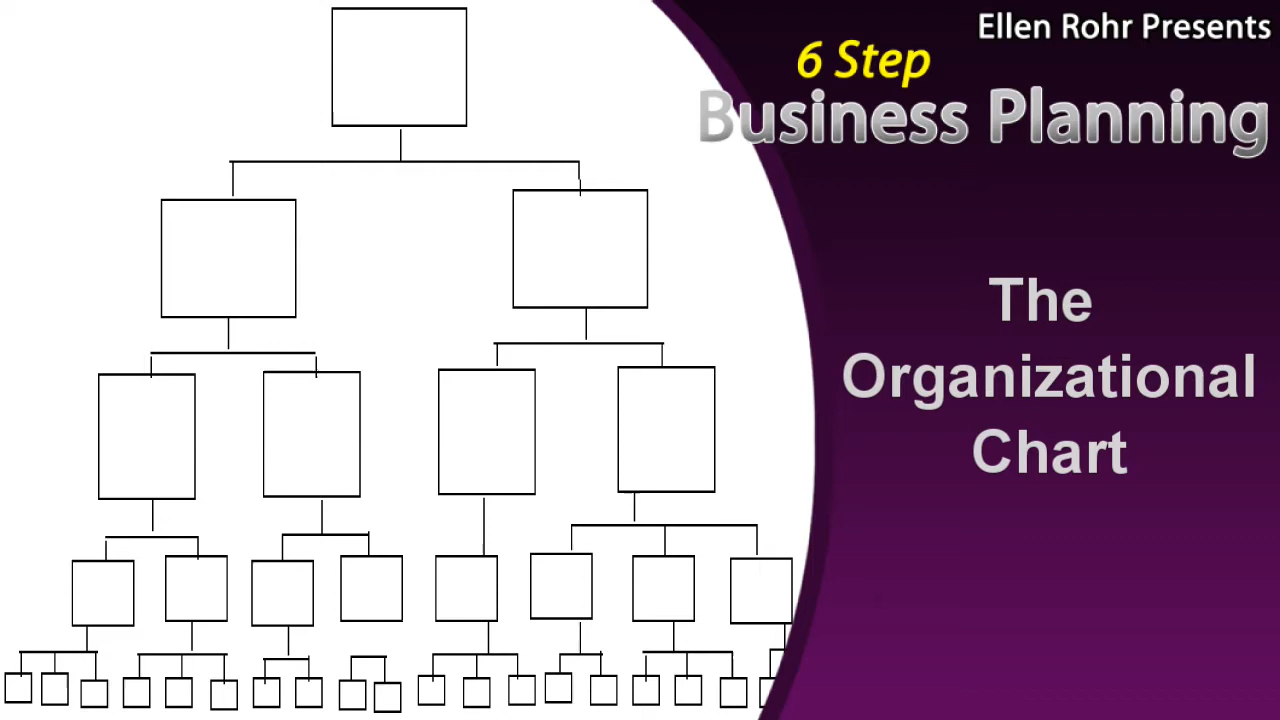 Ellen Rohr Presents
6 Step
Business Planning
The
Organizational
Chart